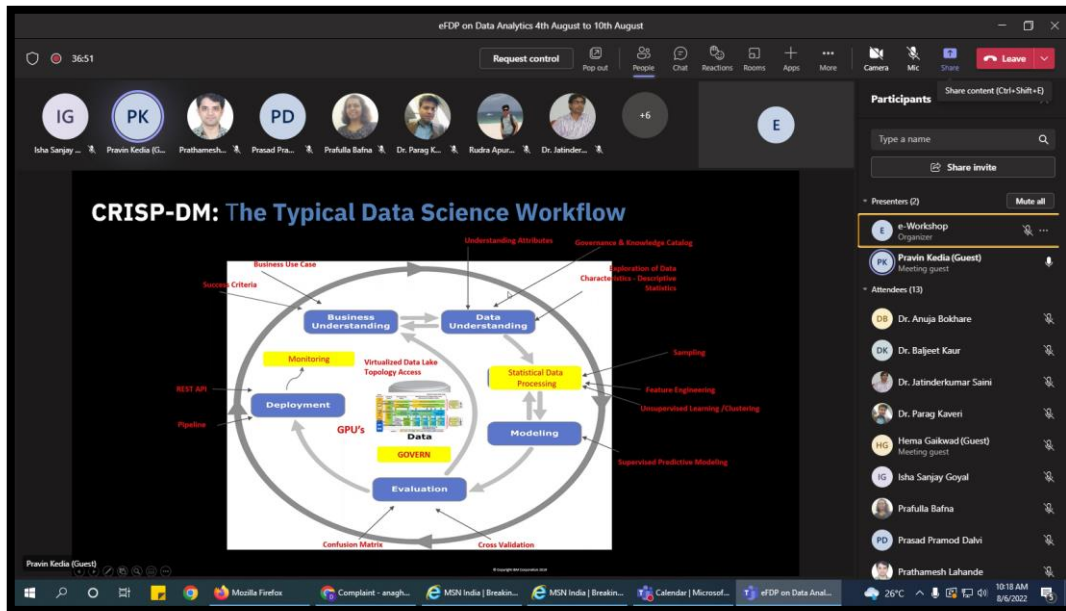 eFDP on Data Analytics 4th August to 10th August
36:51
Request control
Pop out
People
Chat
Reactions
Rooms
Apps
More
Camera
Mic
Share
Leave
Share content (Ctrl+Shift+E)
IG
PK
PD
+6
E
Isha Sanjay ...
Pravin Kedia (G...
Prathamesh...
Prasad Pra...
Prafulla Bafna
Dr. Parag K...
Rudra Apur...
Dr. Jatinder...
Participants
Type a name
Share invite
Presenters (2)
Mute all
E
e-Workshop
Organizer
PK
Pravin Kedia (Guest)
Meeting guest
Attendees (13)
DB
Dr. Anuja Bokhare
DK
Dr. Baljeet Kaur
Dr. Jatinderkumar Saini
Dr. Parag Kaveri
HG
Hema Gaikwad (Guest)
Meeting guest
IG
Isha Sanjay Goyal
Prafulla Bafna
PD
Prasad Pramod Dalvi
Prathamesh Lahande
CRISP-DM: The Typical Data Science Workflow
Understanding Attributes
Governance & Knowledge Catalog
Business Use Case
Exploration of Data
Characteristics - Descriptive
Statistics
Success Criteria
Business
Understanding
Data
Understanding
Monitoring
Virtualized Data Lake
Topology Access
Sampling
Statistical Data
Processing
REST API
Feature Engineering
Deployment
Unsupervised Learning /Clustering
Pipeline
GPU's
Data
Modeling
GOVERN
Supervised Predictive Modeling
Evaluation
Confusion Matrix
Cross Validation
Pravin Kedia (Guest)
Mozilla Firefox
Complaint - anagh...
MSN India | Breakin...
MSN India | Breakin...
Calendar | Microsof...
eFDP on Data Anal...
26°C
10:18 AM
8/6/2022